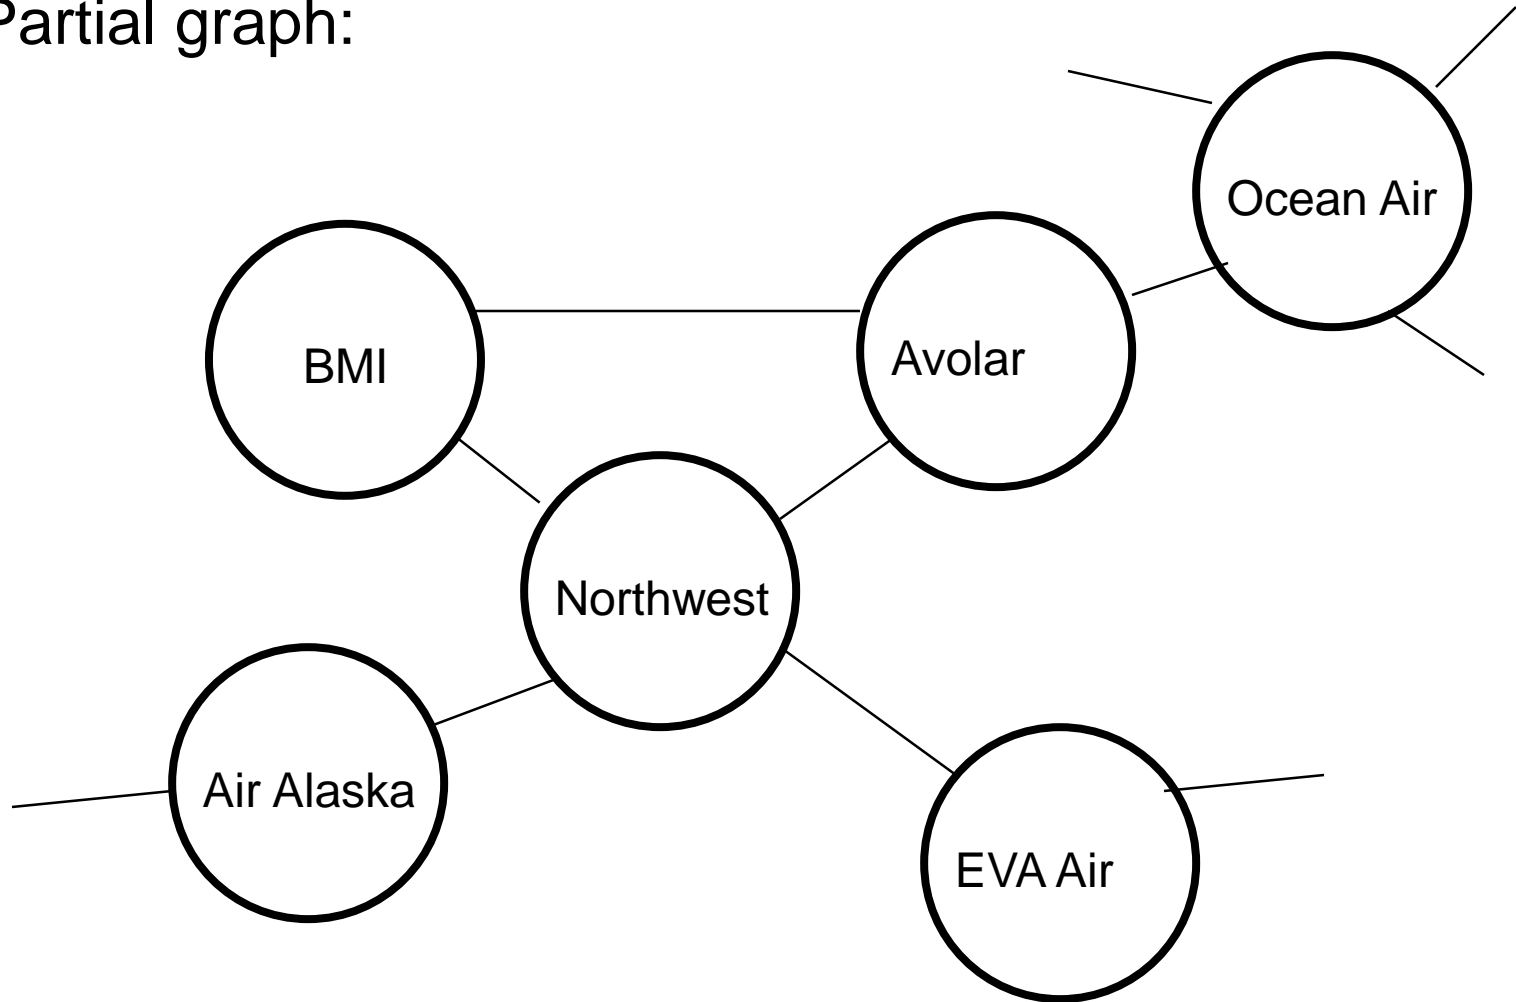 Partial graph:
Ocean Air
BMI
Avolar
Northwest
Air Alaska
EVA Air